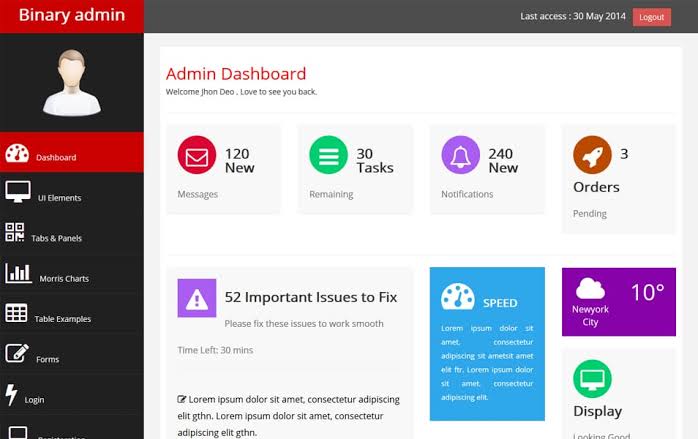 Binary admin
Last access : 30 May 2014
Logout
Dashboard
UI Elements
Tabs & Panels
Morris Charts
Table Examples
Forms
Login
Admin Dashboard
Welcome Jhon Deo , Love to see you back.
120
New
Messages
30
Tasks
Remaining
240
New
Notifications
3
Orders
Pending
52 Important Issues to Fix
Please fix these issues to work smooth
Time Left: 30 mins
Lorem ipsum dolor sit amet, consectetur adipiscing
elit gthn. Lorem ipsum dolor sit amet, consectetur
adipiscing elit gthn.
SPEED
Lorem ipsum dolor sit
amet, consectetur
adipiscing sit ametsit amet
elit ftr. Lorem ipsum dolor
sit amet, consectetur
adipiscing elit.
Newyork
City
10°
Display
Looking Good